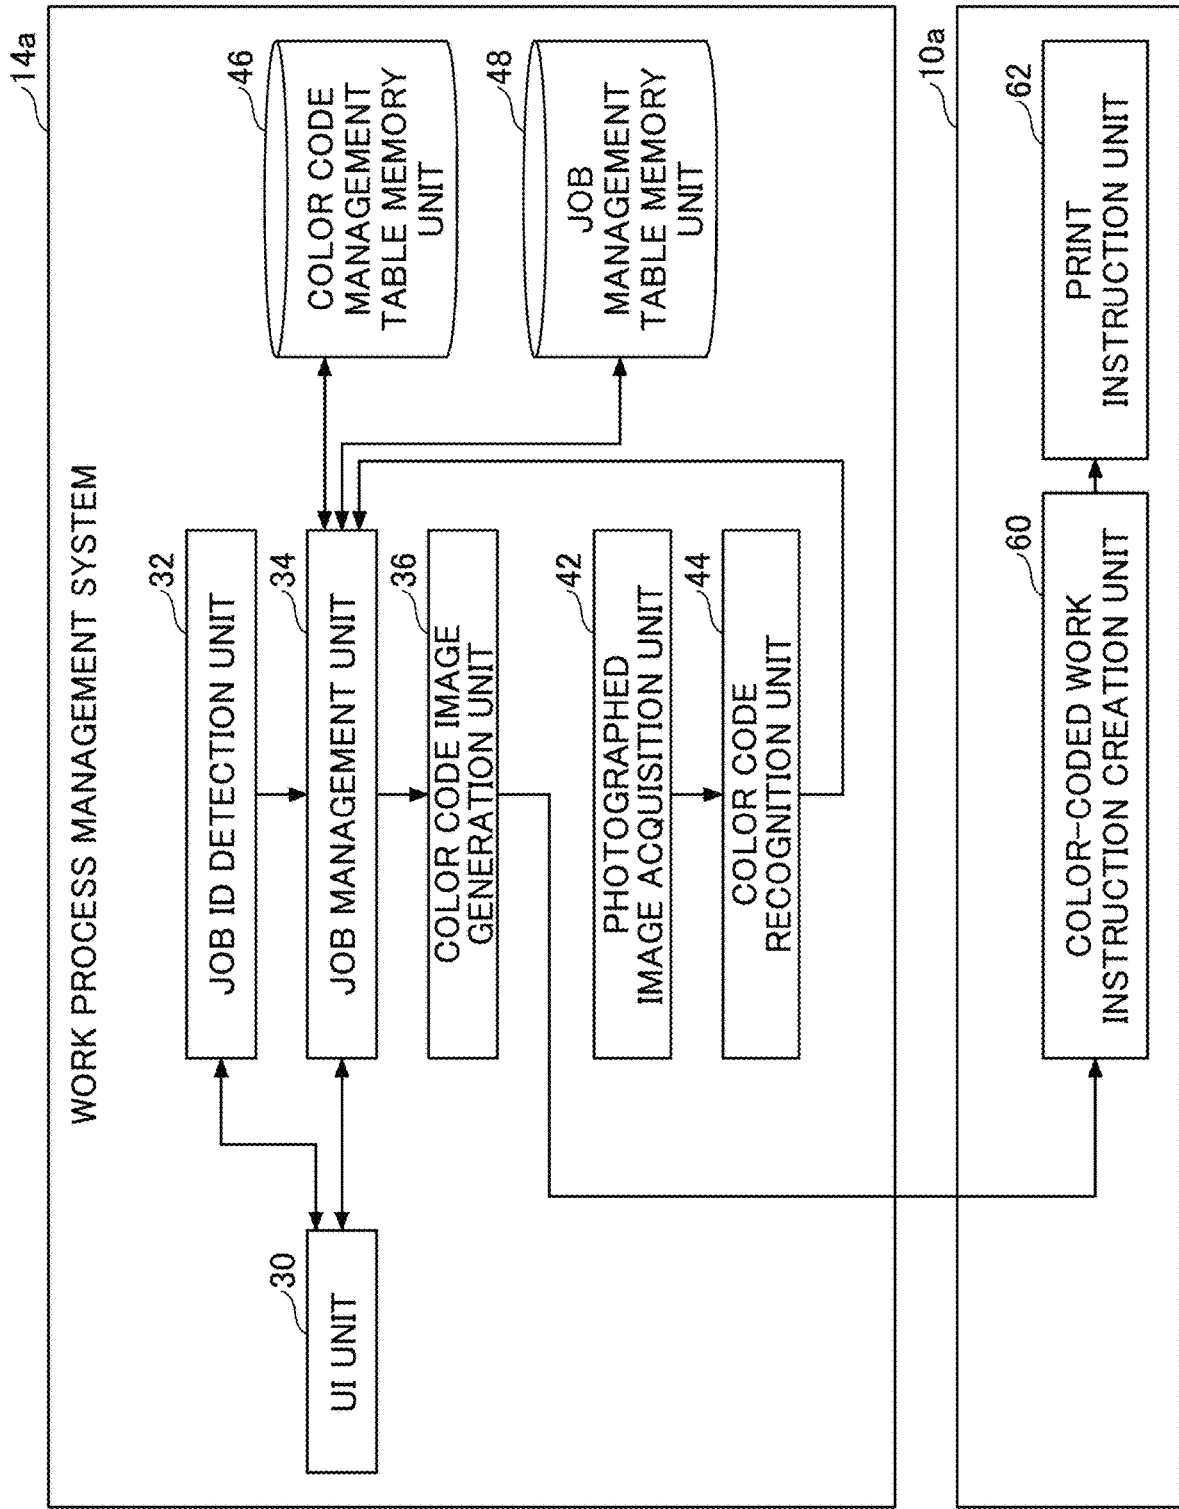 14a
WORK PROCESS MANAGEMENT SYSTEM
30
UI UNIT
32
JOB ID DETECTION UNIT
34
JOB MANAGEMENT UNIT
36
COLOR CODE IMAGE
GENERATION UNIT
42
PHOTOGRAPHED
IMAGE ACQUISITION UNIT
44
COLOR CODE
RECOGNITION UNIT
46
COLOR CODE
MANAGEMENT
TABLE MEMORY
UNIT
48
JOB
MANAGEMENT
TABLE MEMORY
UNIT
10a
60
COLOR-CODED WORK
INSTRUCTION CREATION UNIT
62
PRINT
INSTRUCTION UNIT